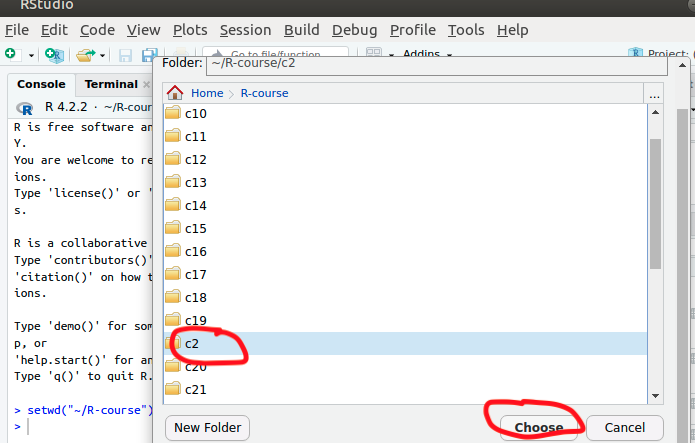 RStudio
File Edit Code View Plots Session Build Debug Profile Tools Help
Go to file/function Addins Project: (
Folder: ~/R-course/c2
Console Terminal
Home R-course ...
R 4.2.2 · ~/R-cour
c10
R is free software an
c11
Y.
You are welcome to re
c12
ions.
c13
Type 'license()' or '
c14
s.
c15
R is a collaborative
c16
Type 'contributors()'
c17
'citation()' on how t
c18
ions.
c19
Type 'demo()' for som
c2
p, or
'help.start()' for an
c20
Type 'q()' to quit R.
c21
> setwd("~/R-course")
>
New Folder Choose Cancel